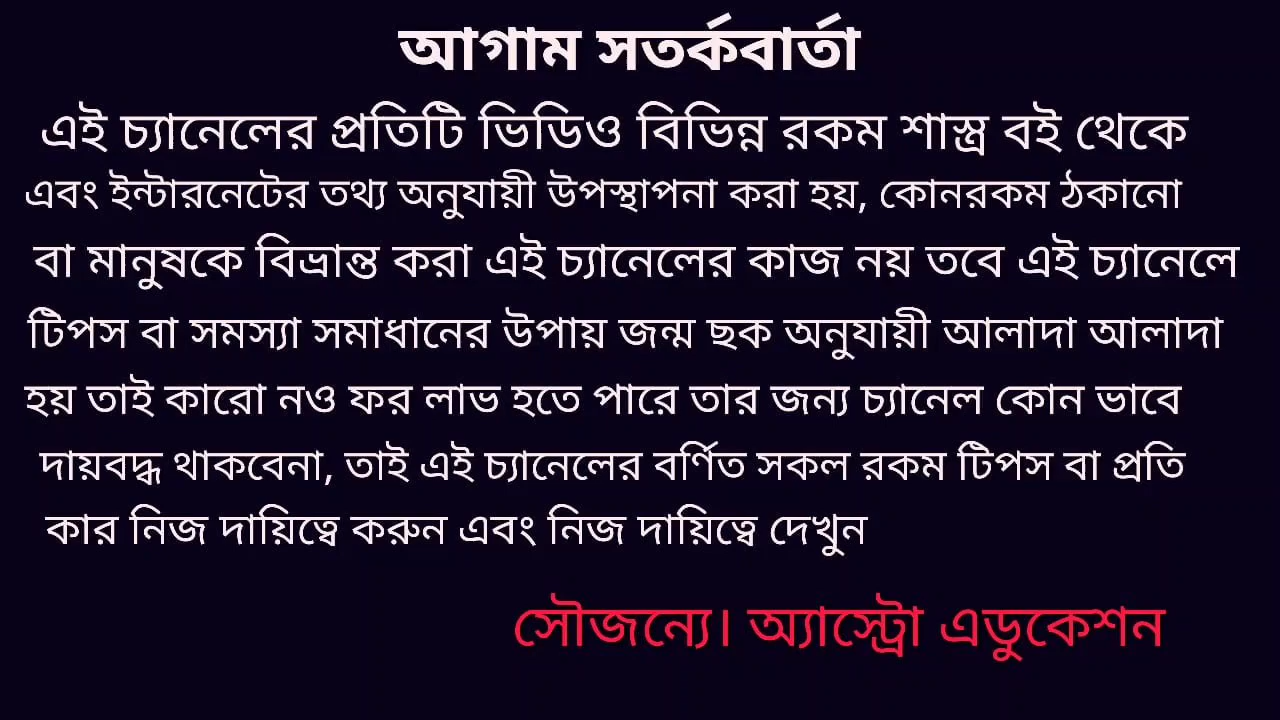 আগাম সতর্কবার্তা
এই চ্যানেলের প্রতিটি ভিডিও বিভিন্ন রকম শাস্ত্র বই থেকে
এবং ইন্টারনেটের তথ্য অনুযায়ী উপস্থাপনা করা হয়, কোনরকম ঠকানো
বা মানুষকে বিভ্রান্ত করা এই চ্যানেলের কাজ নয় তবে এই চ্যানেলে
টিপস বা সমস্যা সমাধানের উপায় জন্ম ছক অনুযায়ী আলাদা আলাদা
হয় তাই কারো নও ফর লাভ হতে পারে তার জন্য চ্যানেল কোন ভাবে
দায়বদ্ধ থাকবেনা, তাই এই চ্যানেলের বর্ণিত সকল রকম টিপস বা প্রতি
কার নিজ দায়িত্বে করুন এবং নিজ দায়িত্বে দেখুন
সৌজন্যে। অ্যাস্ট্রো এডুকেশন